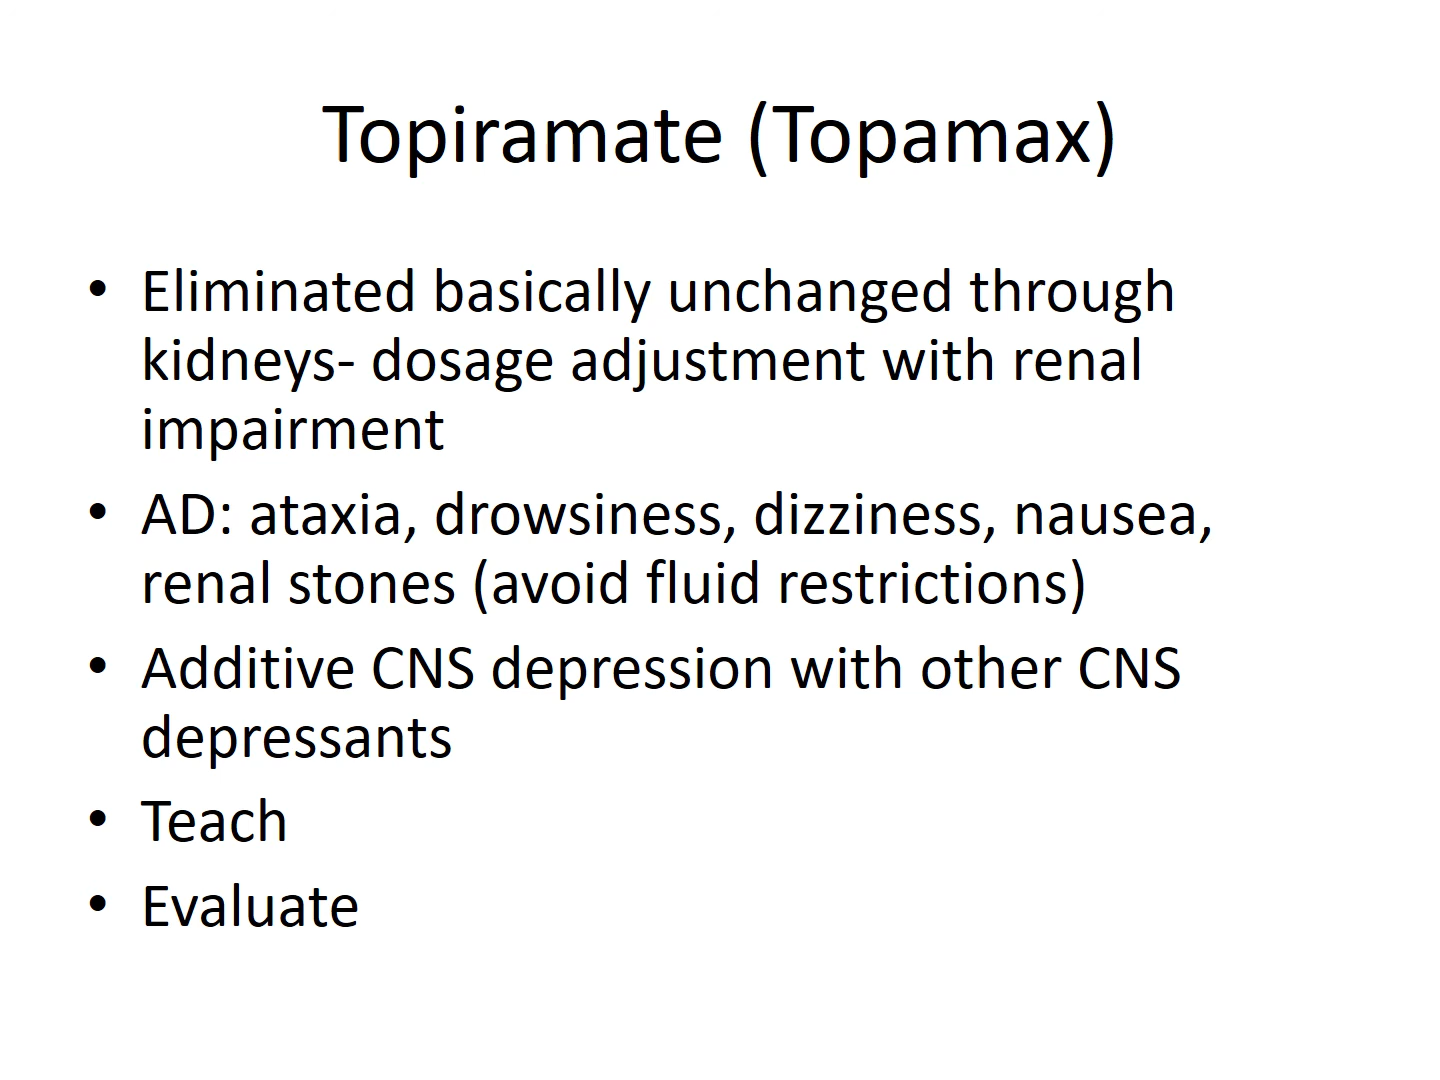 Topiramate (Topamax)
• Eliminated basically unchanged through
kidneys- dosage adjustment with renal
impairment
• AD: ataxia, drowsiness, dizziness, nausea,
renal stones (avoid fluid restrictions)
• Additive CNS depression with other CNS
depressants
• Teach
• Evaluate